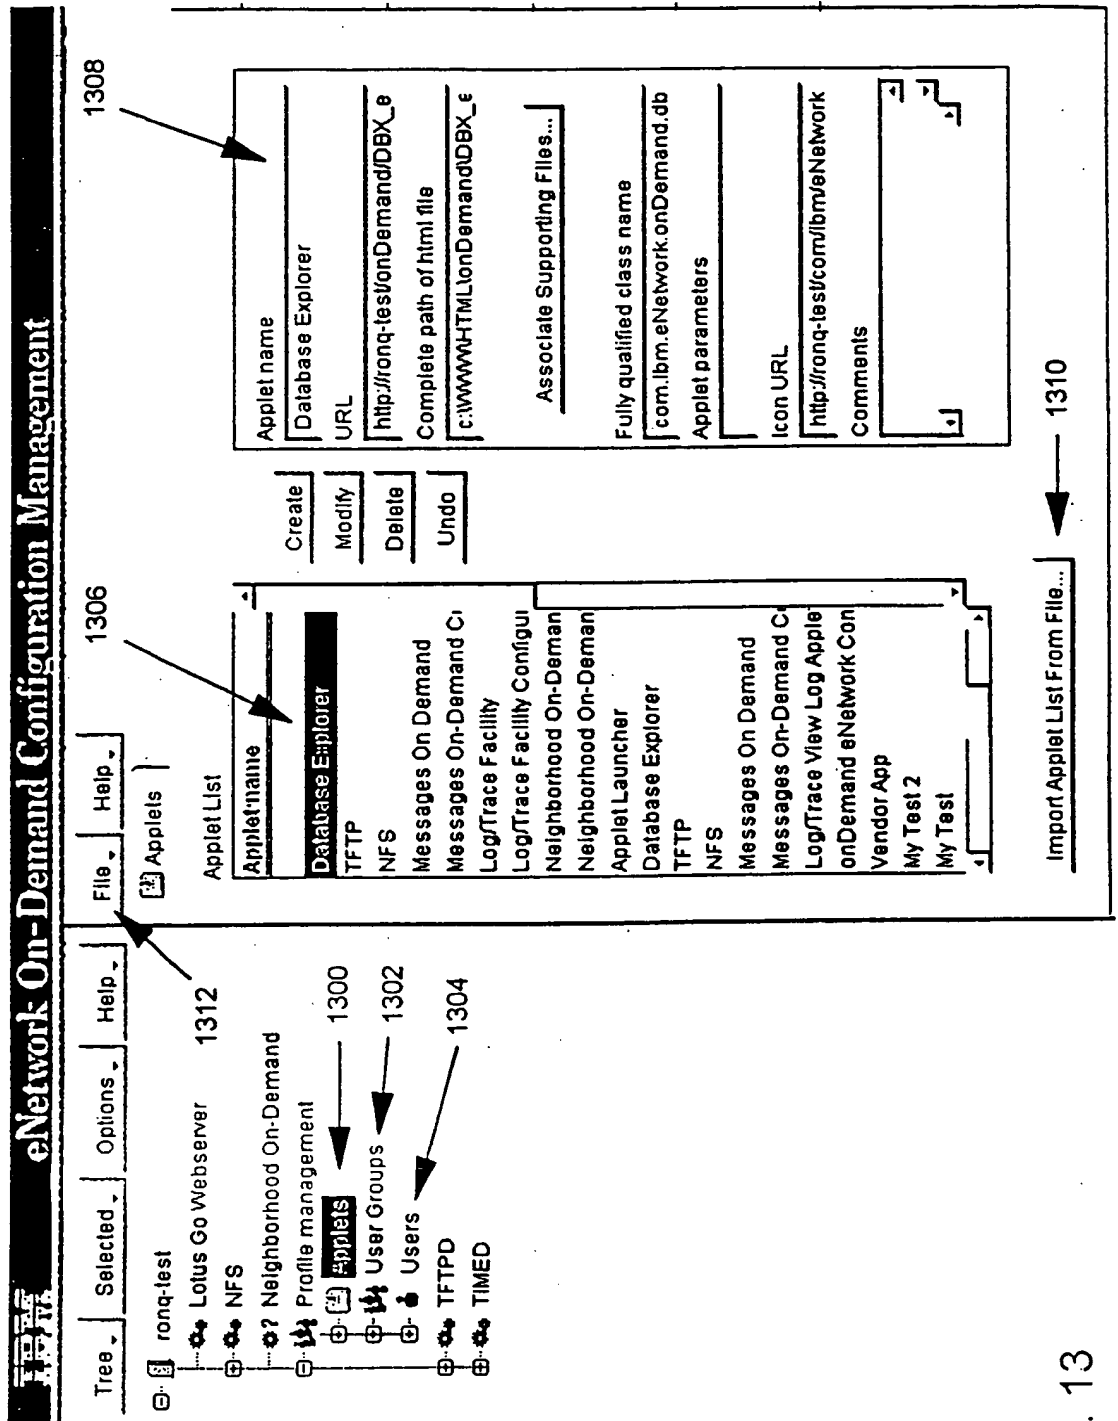 IBM eNetwork On-Demand Configuration Management
Tree Selected Options Help
File Help
ronq-test
Lotus Go Webserver
NFS
? Neighborhood On-Demand
Profile management
Applets
User Groups
Users
TFTPD
TIMED
1312
1300
1302
1304
Applets
Applet List
Applet name
Database Explorer
TFTP
NFS
Messages On Demand
Messages On-Demand C
Log/Trace Facility
Log/Trace Facility Configu
Neighborhood On-Deman
Neighborhood On-Deman
Applet Launcher
Database Explorer
TFTP
NFS
Messages On Demand
Messages On-Demand C
Log/Trace View Log Apple
onDemand eNetwork Con
Vendor App
My Test 2
My Test
Import Applet List From File...
1306
1310
Create
Modify
Delete
Undo
1308
Applet name
Database Explorer
URL
http://ronq-test/onDemand/DBX_e
Complete path of html file
c:\WWW\HTML\onDemand\DBX_e
Associate Supporting Files...
Fully qualified class name
com.ibm.eNetwork.onDemand.db
Applet parameters
Icon URL
http://ronq-test/com/ibm/eNetwork
Comments
. 13